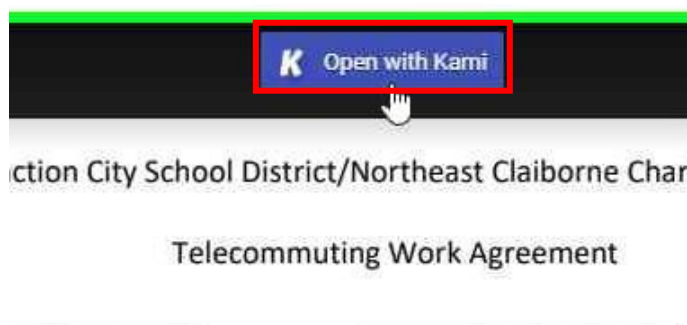 K Open with Kami
ction City School District/Northeast Claiborne Char
Telecommuting Work Agreement